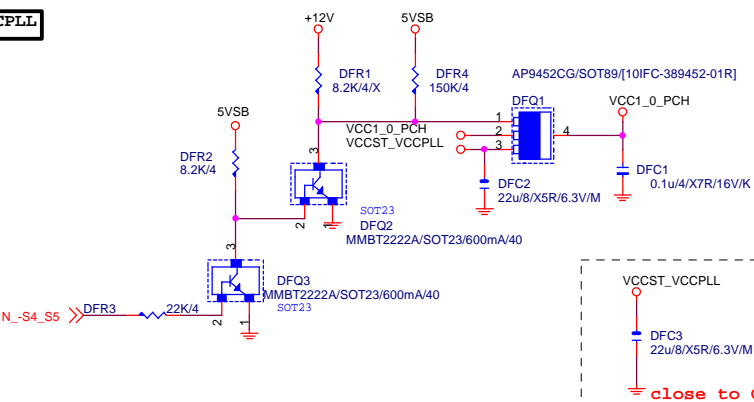 CPLL
+12V
5VSB
DFR1
8.2K/4/X
DFR4
150K/4
AP9452CG/SOT89/[10IFC-389452-01R]
DFQ1
VCC1_0_PCH
1
2
3
4
VCC1_0_PCH
VCCST_VCCPLL
DFC1
0.1u/4/X7R/16V/K
DFC2
22u/8/X5R/6.3V/M
5VSB
DFR2
8.2K/4
3
2
1
SOT23
DFQ2
MMBT2222A/SOT23/600mA/40
3
2
1
DFQ3
MMBT2222A/SOT23/600mA/40
SOT23
N_-S4_S5
DFR3
22K/4
VCCST_VCCPLL
DFC3
22u/8/X5R/6.3V/M
close to